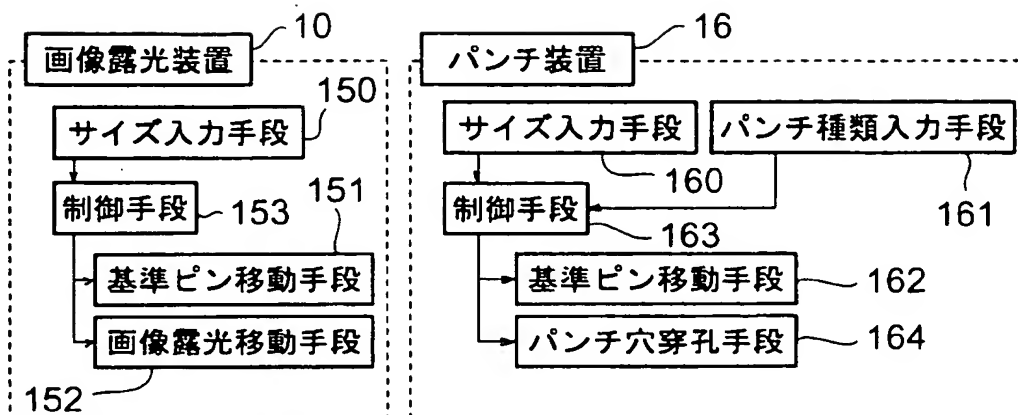 10
画像露光装置
150
サイズ入力手段
151
制御手段
153
基準ピン移動手段
画像露光移動手段
152
16
パンチ装置
サイズ入力手段
パンチ種類入力手段
160
161
制御手段
163
基準ピン移動手段
162
パンチ穴穿孔手段
164